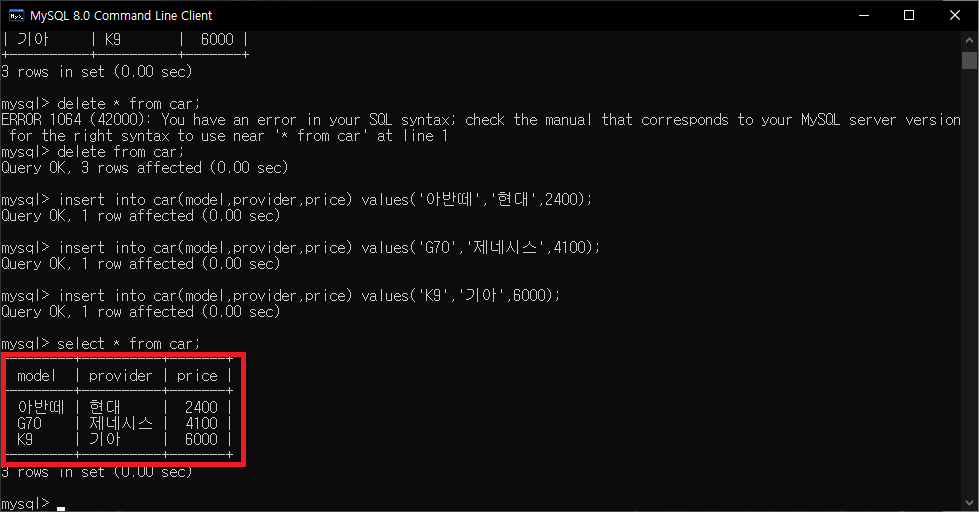 MySQL 8.0 Command Line Client
| 기아 | K9 | 6000 |
+----------+----------+-------+
3 rows in set (0.00 sec)
mysql> delete * from car;
ERROR 1064 (42000): You have an error in your SQL syntax; check the manual that corresponds to your MySQL server version
for the right syntax to use near '* from car' at line 1
mysql> delete from car;
Query OK, 3 rows affected (0.00 sec)
mysql> insert into car(model,provider,price) values('아반떼','현대',2400);
Query OK, 1 row affected (0.00 sec)
mysql> insert into car(model,provider,price) values('G70','제네시스',4100);
Query OK, 1 row affected (0.00 sec)
mysql> insert into car(model,provider,price) values('K9','기아',6000);
Query OK, 1 row affected (0.00 sec)
mysql> select * from car;
---------+----------+-------+
model | provider | price |
---------+----------+-------+
아반떼 | 현대 | 2400 |
G70 | 제네시스 | 4100 |
K9 | 기아 | 6000 |
---------+----------+-------+
3 rows in set (0.00 sec)
mysql>